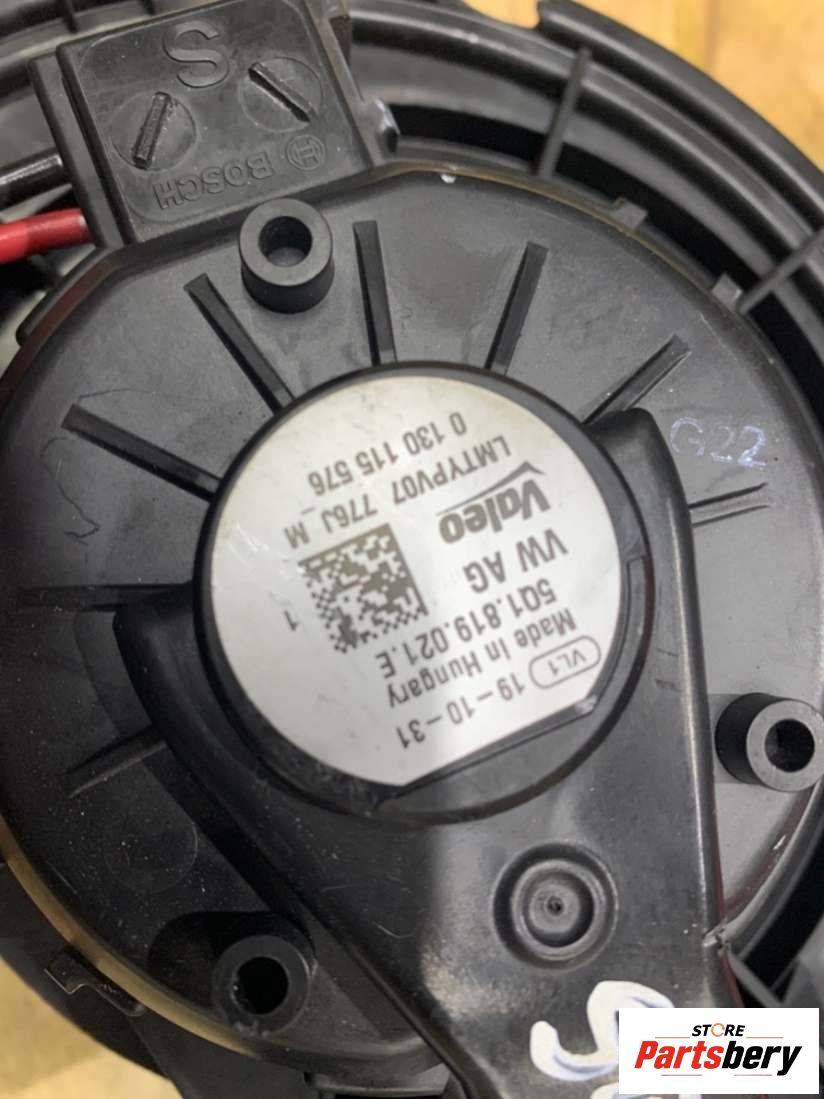 S
BOSCH
0 130 115 576
LMTYPV07 776J_M
Valeo
VW AG
1
5Q1.819.021.E
Made in Hungary
VL1
19-10-31
G22
STORE
Partsbery